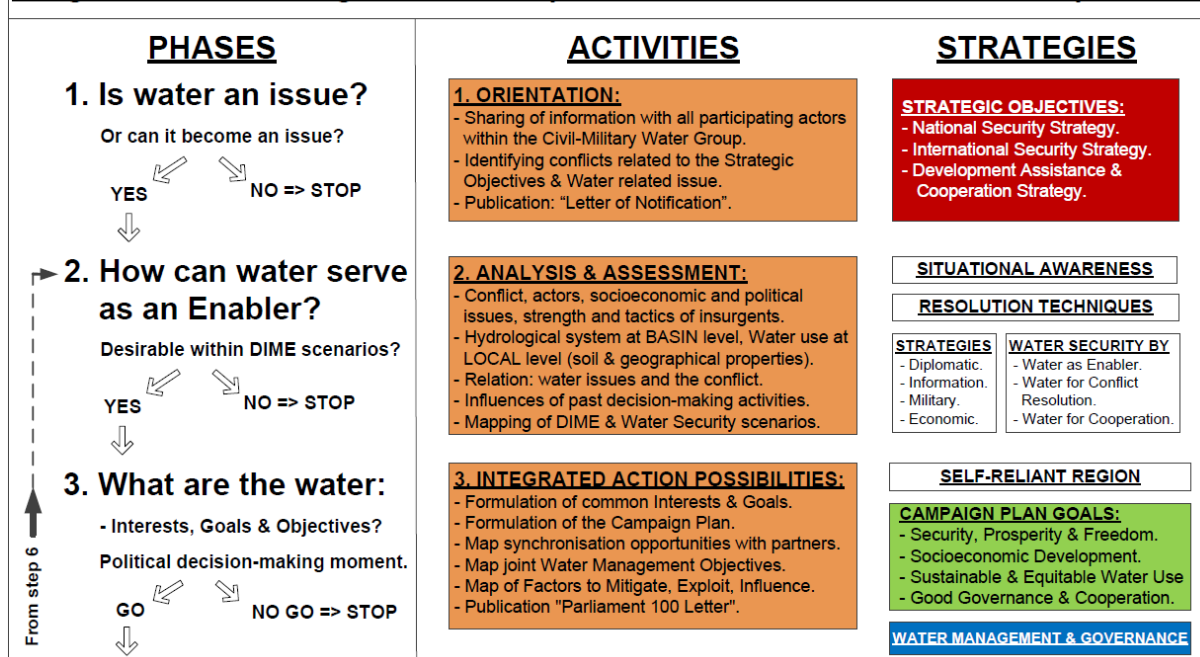 PHASES
1. Is water an issue?
Or can it become an issue?
YES
NO => STOP
2. How can water serve
as an Enabler?
Desirable within DIME scenarios?
YES
NO => STOP
3. What are the water:
- Interests, Goals & Objectives?
Political decision-making moment.
GO
NO GO => STOP
From step 6
ACTIVITIES
1. ORIENTATION:
- Sharing of information with all participating actors
within the Civil-Military Water Group.
- Identifying conflicts related to the Strategic
Objectives & Water related issue.
- Publication: “Letter of Notification”.
2. ANALYSIS & ASSESSMENT:
- Conflict, actors, socioeconomic and political
issues, strength and tactics of insurgents.
- Hydrological system at BASIN level, Water use at
LOCAL level (soil & geographical properties).
- Relation: water issues and the conflict.
- Influences of past decision-making activities.
- Mapping of DIME & Water Security scenarios.
3. INTEGRATED ACTION POSSIBILITIES:
- Formulation of common Interests & Goals.
- Formulation of the Campaign Plan.
- Map synchronisation opportunities with partners.
- Map joint Water Management Objectives.
- Map of Factors to Mitigate, Exploit, Influence.
- Publication "Parliament 100 Letter".
STRATEGIES
STRATEGIC OBJECTIVES:
- National Security Strategy.
- International Security Strategy.
- Development Assistance &
Cooperation Strategy.
SITUATIONAL AWARENESS
RESOLUTION TECHNIQUES
STRATEGIES
- Diplomatic.
- Information.
- Military.
- Economic.
WATER SECURITY BY
- Water as Enabler.
- Water for Conflict
Resolution.
- Water for Cooperation.
SELF-RELIANT REGION
CAMPAIGN PLAN GOALS:
- Security, Prosperity & Freedom.
- Socioeconomic Development.
- Sustainable & Equitable Water Use
- Good Governance & Cooperation.
WATER MANAGEMENT & GOVERNANCE